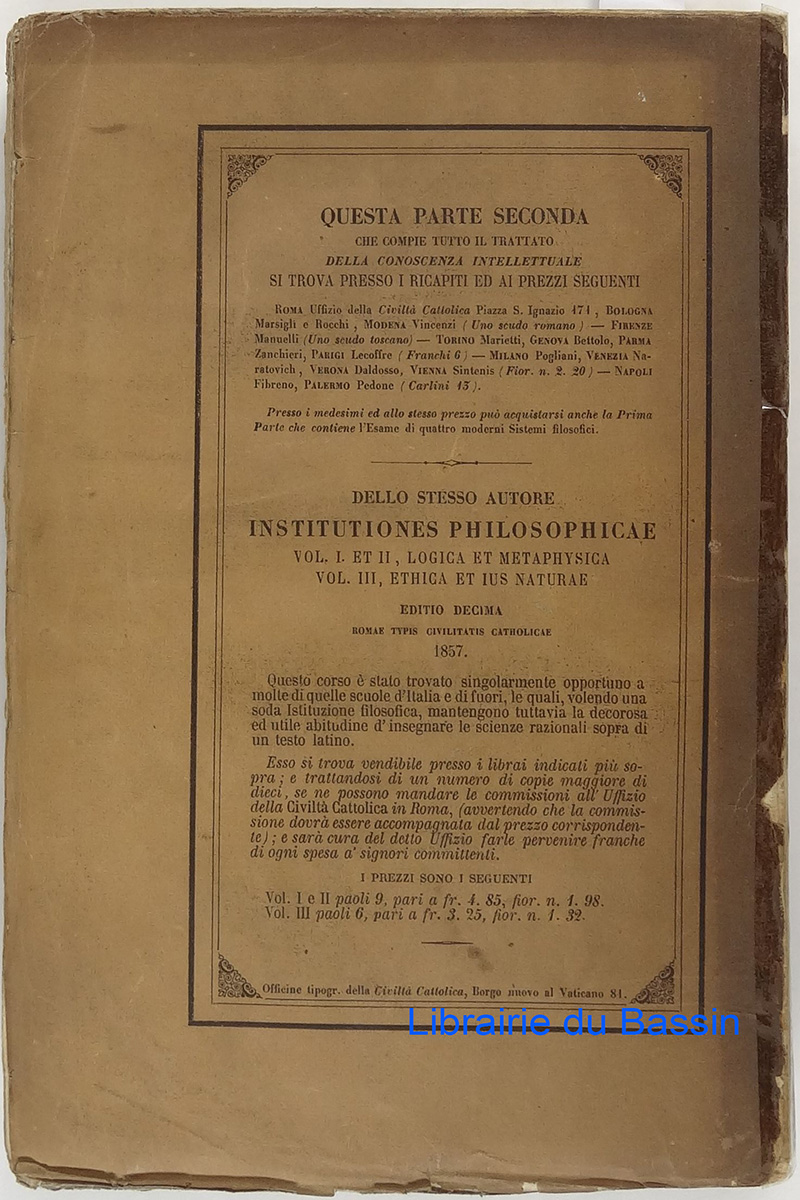 QUESTA PARTE SECONDA
CHE COMPIE TUTTO IL TRATTATO
DELLA CONOSCENZA INTELLETTUALE
SI TROVA PRESSO I RICAPITI ED AI PREZZI SEGUENTI
ROMA Uffizio della Civiltà Cattolica Piazza S. Ignazio 171, BOLOGNA
Marsigli e Rocchi, MODENA Vincenzi (Uno scudo romano) — FIRENZE
Manuelli (Uno scudo toscano) — TORINO Marietti, GENOVA Bettolo, PARMA
Zanchieri, PARIGI Lecoffre (Franchi 6) — MILANO Pogliani, VENEZIA Na-
ratovich, VERONA Daldosso, VIENNA Sintenis (Fior. n. 2. 20) — NAPOLI
Fibreno, PALERMO Pedone (Carlini 15).
Presso i medesimi ed allo stesso prezzo può acquistarsi anche la Prima
Parte che contiene l'Esame di quattro moderni Sistemi filosofici.
DELLO STESSO AUTORE
INSTITUTIONES PHILOSOPHICAE
VOL. I. ET II, LOGICA ET METAPHYSICA
VOL. III, ETHICA ET IUS NATURAE
EDITIO DECIMA
ROMAE TYPIS CIVILITATIS CATHOLICAE
1857.
Questo corso è stato trovato singolarmente opportuno a
molte di quelle scuole d'Italia e di fuori, le quali, volendo una
soda Istituzione filosofica, mantengono tuttavia la decorosa
ed utile abitudine d'insegnare le scienze razionali sopra di
un testo latino.
Esso si trova vendibile presso i librai indicati più so-
pra; e trattandosi di un numero di copie maggiore di
dieci, se ne possono mandare le commissioni all' Uffizio
della Civiltà Cattolica in Roma, (avvertendo che la commis-
sione dovrà essere accompagnata dal prezzo corrisponden-
te); e sarà cura del detto Uffizio farle pervenire franche
di ogni spesa a' signori committenti.
I PREZZI SONO I SEGUENTI
Vol. I e II paoli 9, pari a fr. 4. 85, fior. n. 1. 98.
Vol. III paoli 6, pari a fr. 3. 25, fior. n. 1. 32.
Officine tipogr. della Civiltà Cattolica, Borgo nuovo al Vaticano 81.
Librairie du Bassin